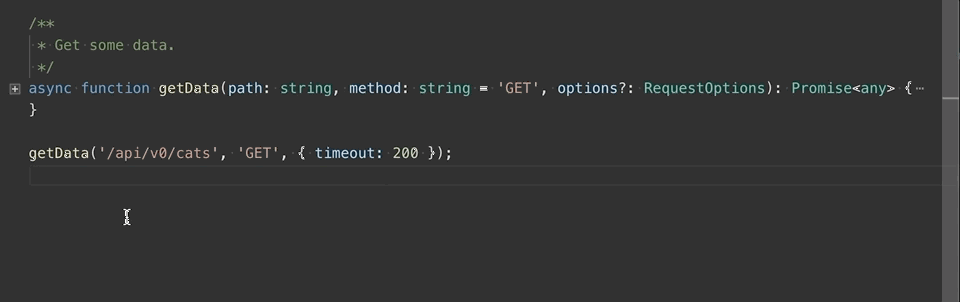 /**
 * Get some data.
 */
async function getData(path: string, method: string = 'GET', options?: RequestOptions): Promise<any> {…
}
getData('/api/v0/cats', 'GET', { timeout: 200 });